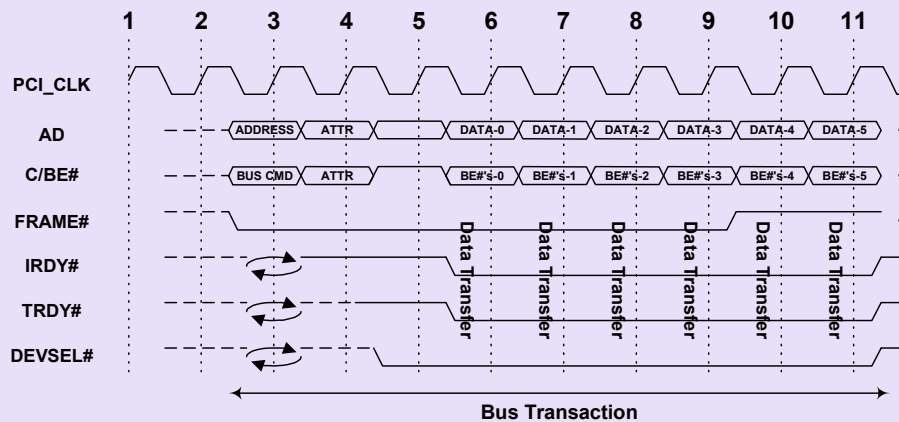 1 2 3 4 5 6 7 8 9 10 11
PCI_CLK
AD ADDRESS ATTR DATA-0 DATA-1 DATA-2 DATA-3 DATA-4 DATA-5
C/BE# BUS CMD ATTR BE#'s-0 BE#'s-1 BE#'s-2 BE#'s-3 BE#'s-4 BE#'s-5
FRAME#
IRDY#
TRDY#
DEVSEL#
Data Transfer
Data Transfer
Data Transfer
Data Transfer
Data Transfer
Data Transfer
Bus Transaction